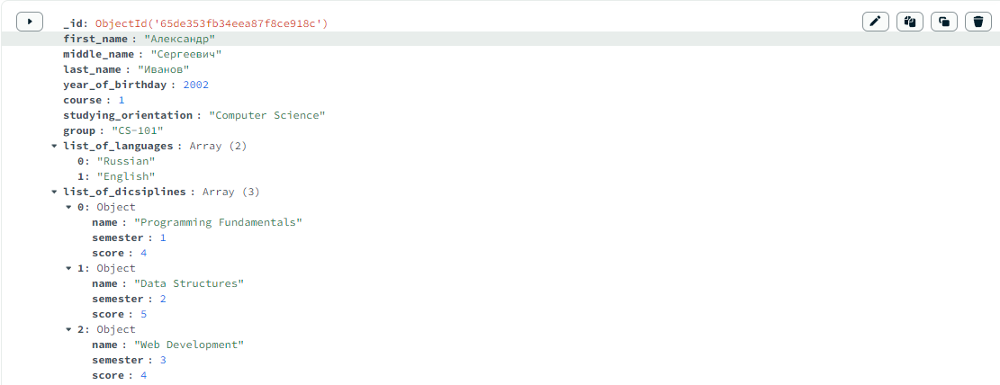 _id: ObjectId('65de353fb34eea87f8ce918c')
first_name : "Александр"
middle_name : "Сергеевич"
last_name : "Иванов"
year_of_birthday : 2002
course : 1
studying_orientation : "Computer Science"
group : "CS-101"
list_of_languages : Array (2)
0: "Russian"
1: "English"
list_of_dicsiplines : Array (3)
0: Object
name : "Programming Fundamentals"
semester : 1
score : 4
1: Object
name : "Data Structures"
semester : 2
score : 5
2: Object
name : "Web Development"
semester : 3
score : 4